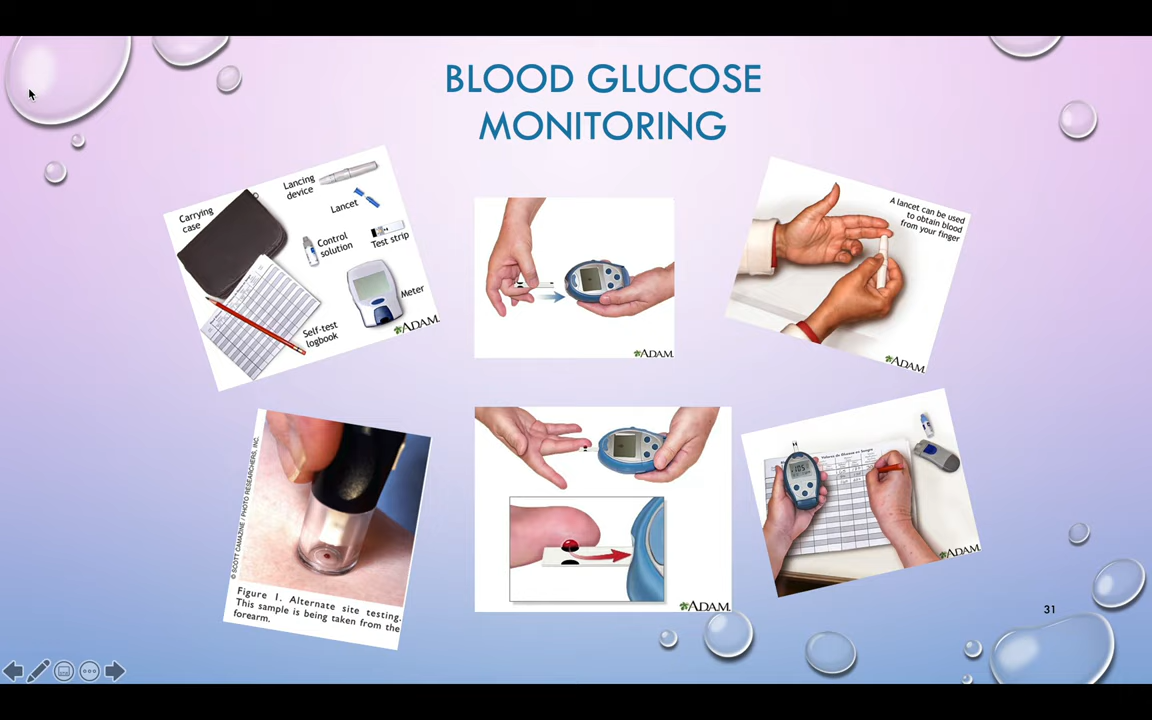 BLOOD GLUCOSE
MONITORING
Carrying
case
Lancing
device
Lancet
Control
solution
Test strip
Meter
Self-test
logbook
ADAM.
ADAM.
A lancet can be used
to obtain blood
from your finger
ADAM.
© SCOTT CAMAZINE / PHOTO RESEARCHERS, INC.
Figure 1. Alternate site testing.
This sample is being taken from the
forearm.
ADAM.
105
ADAM.
31